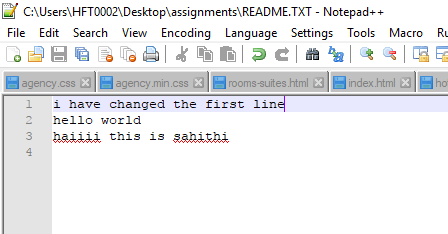 C:\Users\HFT0002\Desktop\assignments\README.TXT - Notepad++
File Edit Search View Encoding Language Settings Tools
agency.css agency.min.css rooms-suites.html index.html ho
1 i have changed the first line
2 hello world
3 haiiii this is sahithi
4